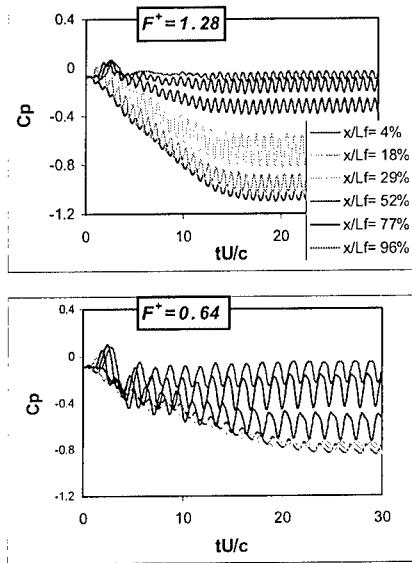 F⁺=1.28
0.4
0
-0.4
-0.8
-1.2
Cp
0 10 20
tU/c
x/Lf= 4%
x/Lf= 18%
x/Lf= 29%
x/Lf= 52%
x/Lf= 77%
x/Lf= 96%
F⁺=0.64
0.4
0
-0.4
-0.8
-1.2
Cp
0 10 20 30
tU/c